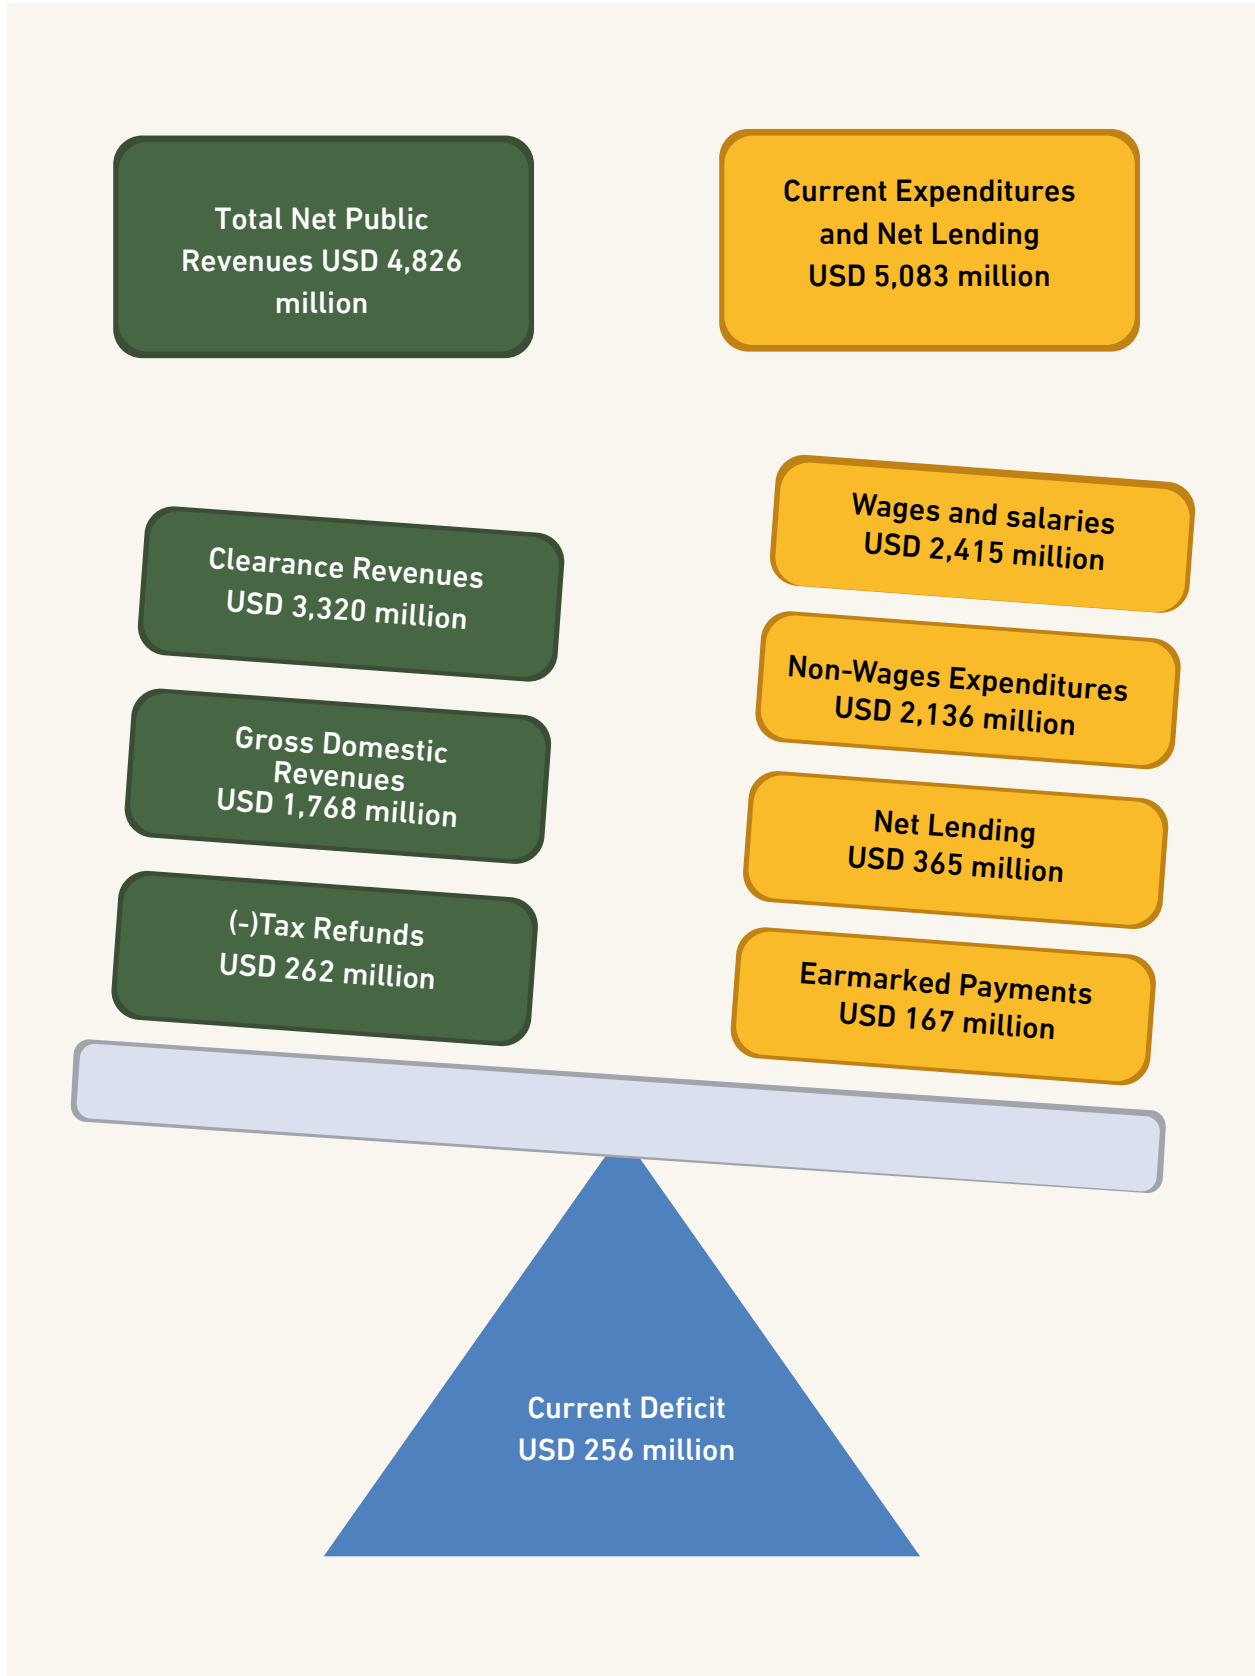 Total Net Public
Revenues USD 4,826
million
Current Expenditures
and Net Lending
USD 5,083 million
Clearance Revenues
USD 3,320 million
Gross Domestic
Revenues
USD 1,768 million
(-)Tax Refunds
USD 262 million
Wages and salaries
USD 2,415 million
Non-Wages Expenditures
USD 2,136 million
Net Lending
USD 365 million
Earmarked Payments
USD 167 million
Current Deficit
USD 256 million